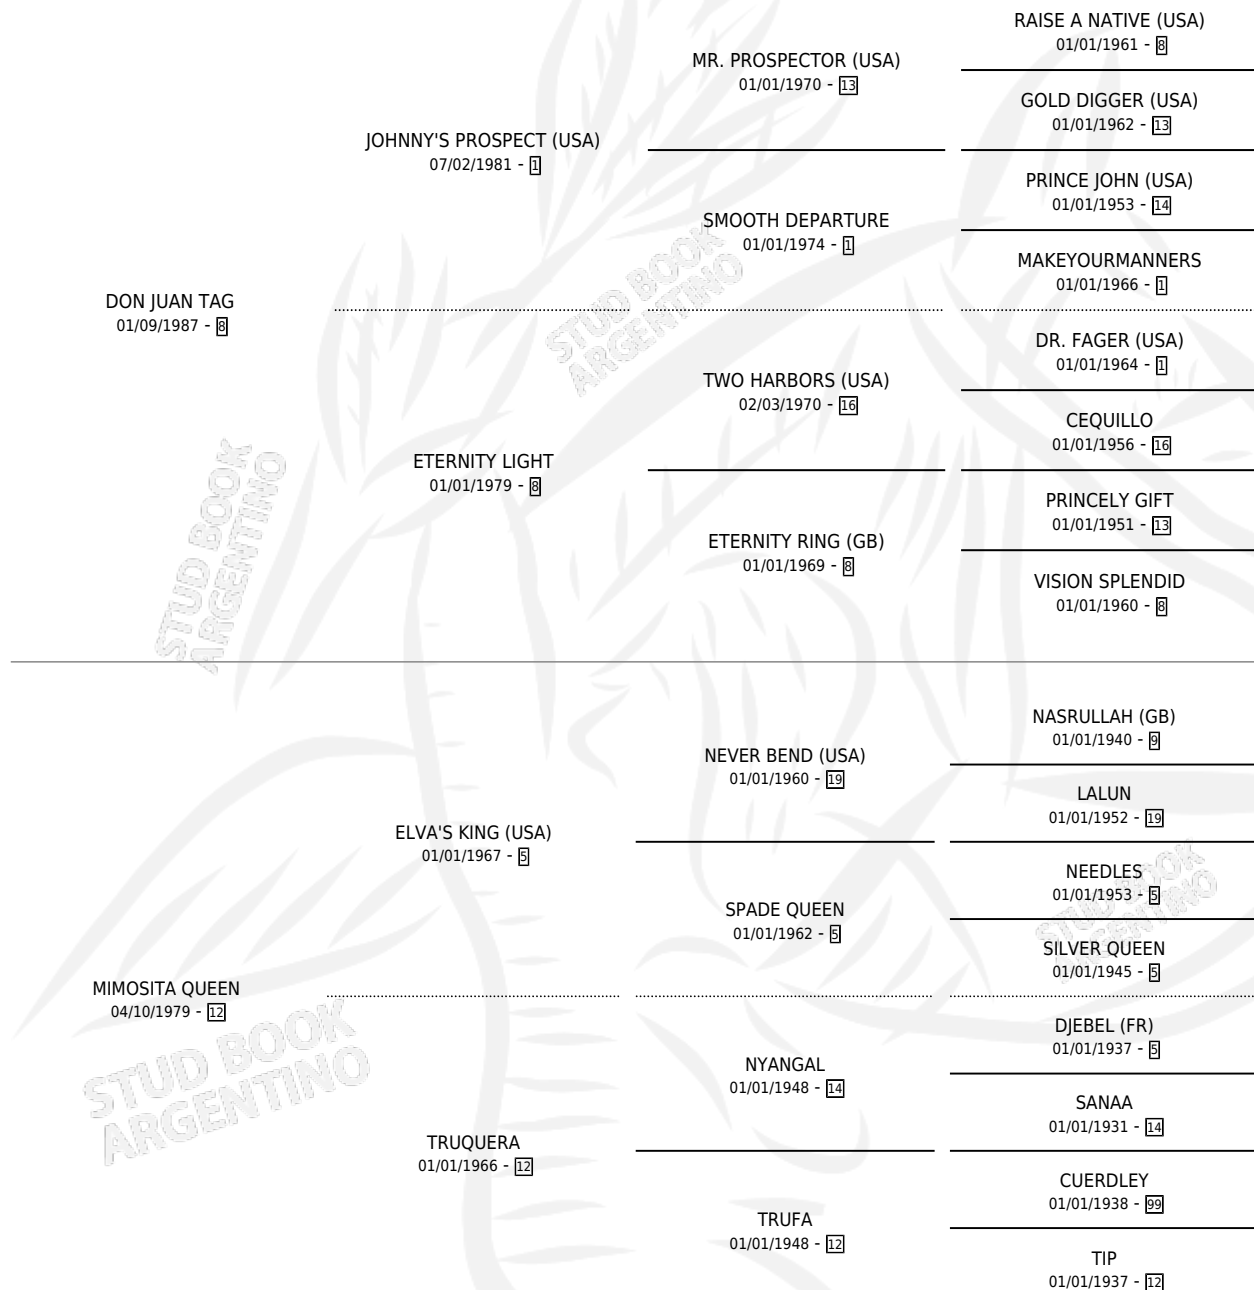 RAISE A NATIVE (USA)
01/01/1961 - 8
MR. PROSPECTOR (USA)
01/01/1970 - 13
GOLD DIGGER (USA)
01/01/1962 - 13
JOHNNY'S PROSPECT (USA)
07/02/1981 - 1
PRINCE JOHN (USA)
01/01/1953 - 14
SMOOTH DEPARTURE
01/01/1974 - 1
MAKEYOURMANNERS
01/01/1966 - 1
DON JUAN TAG
01/09/1987 - 8
DR. FAGER (USA)
01/01/1964 - 1
TWO HARBORS (USA)
02/03/1970 - 16
CEQUILLO
01/01/1956 - 16
ETERNITY LIGHT
01/01/1979 - 8
PRINCELY GIFT
01/01/1951 - 13
ETERNITY RING (GB)
01/01/1969 - 8
VISION SPLENDID
01/01/1960 - 8
STUD BOOK
ARGENTINO
STUD BOOK
ARGENTINO
NASRULLAH (GB)
01/01/1940 - 9
NEVER BEND (USA)
01/01/1960 - 19
LALUN
01/01/1952 - 19
ELVA'S KING (USA)
01/01/1967 - 5
NEEDLES
01/01/1953 - 5
SPADE QUEEN
01/01/1962 - 5
SILVER QUEEN
01/01/1945 - 5
MIMOSITA QUEEN
04/10/1979 - 12
DJEBEL (FR)
01/01/1937 - 5
NYANGAL
01/01/1948 - 14
SANAA
01/01/1931 - 14
TRUQUERA
01/01/1966 - 12
CUERDLEY
01/01/1938 - 99
TRUFA
01/01/1948 - 12
TIP
01/01/1937 - 12
STUD BOOK
ARGENTINO
STUD BOOK
ARGENTINO